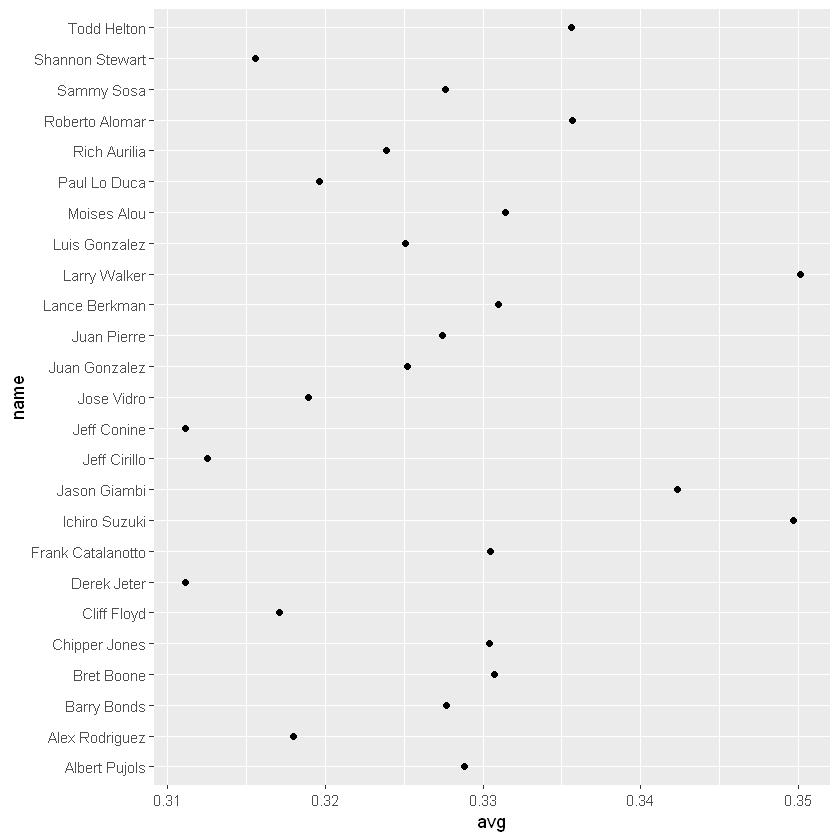 Todd Helton
Shannon Stewart
Sammy Sosa
Roberto Alomar
Rich Aurilia
Paul Lo Duca
Moises Alou
Luis Gonzalez
Larry Walker
Lance Berkman
Juan Pierre
Juan Gonzalez
name
Jose Vidro
Jeff Conine
Jeff Cirillo
Jason Giambi
Ichiro Suzuki
Frank Catalanotto
Derek Jeter
Cliff Floyd
Chipper Jones
Bret Boone
Barry Bonds
Alex Rodriguez
Albert Pujols
0.31 0.32 0.33 0.34 0.35
avg